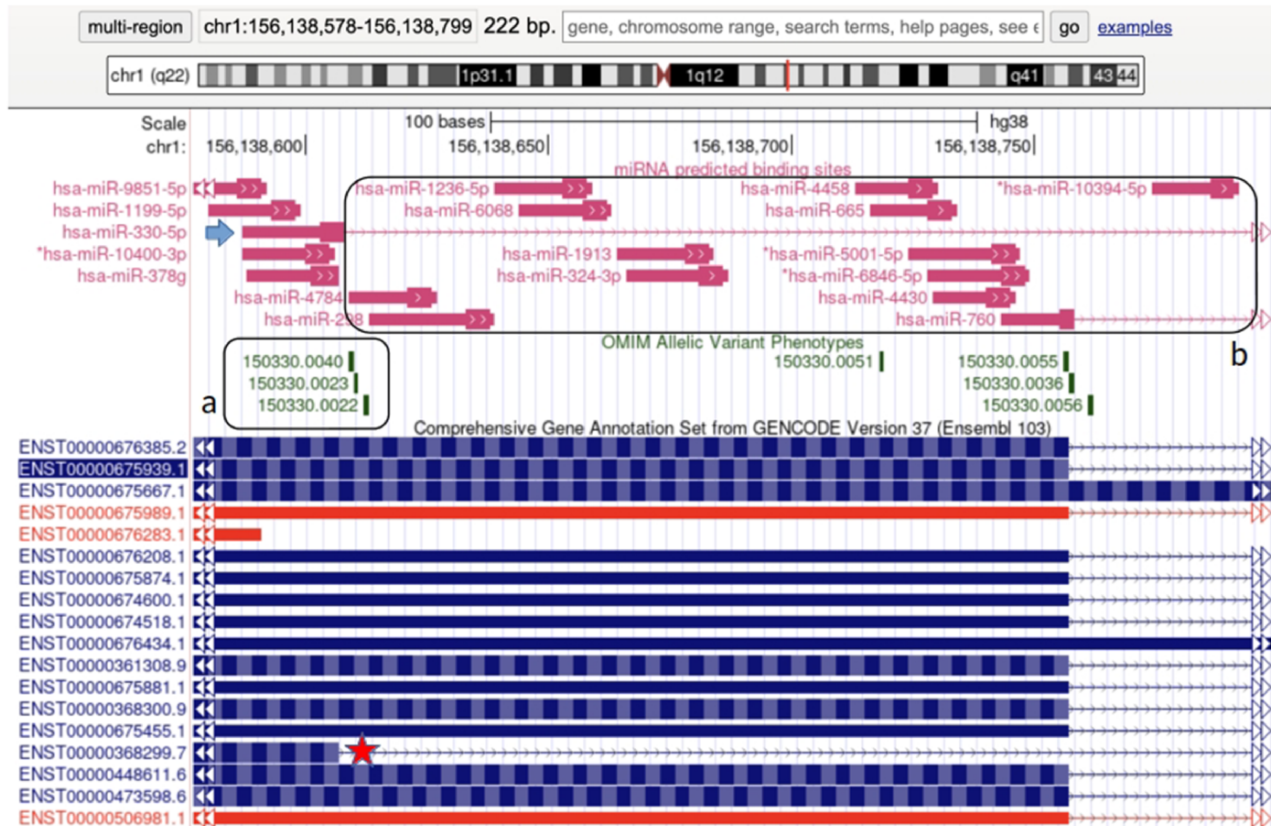 multi-region chr1:156,138,578-156,138,799 222 bp. gene, chromosome range, search terms, help pages, see e go examples
chr1 (q22) 1p31.1 1q12 q41 43 44
Scale 100 bases hg38
chr1: 156,138,600 156,138,650 156,138,700 156,138,750
miRNA predicted binding sites
hsa-miR-9851-5p hsa-miR-1236-5p hsa-miR-4458 *hsa-miR-10394-5p
hsa-miR-1199-5p hsa-miR-6068 hsa-miR-665
hsa-miR-330-5p
*hsa-miR-10400-3p hsa-miR-1913 *hsa-miR-5001-5p
hsa-miR-378g hsa-miR-324-3p *hsa-miR-6846-5p
hsa-miR-4784 hsa-miR-4430
hsa-miR-298 hsa-miR-760
OMIM Allelic Variant Phenotypes b
150330.0040 150330.0051 150330.0055
150330.0023 150330.0036
a 150330.0022 150330.0056
Comprehensive Gene Annotation Set from GENCODE Version 37 (Ensembl 103)
ENST00000676385.2
ENST00000675939.1
ENST00000675667.1
ENST00000675989.1
ENST00000676283.1
ENST00000676208.1
ENST00000675874.1
ENST00000674600.1
ENST00000674518.1
ENST00000676434.1
ENST00000361308.9
ENST00000675881.1
ENST00000368300.9
ENST00000675455.1
ENST00000368299.7
ENST00000448611.6
ENST00000473598.6
ENST00000506981.1